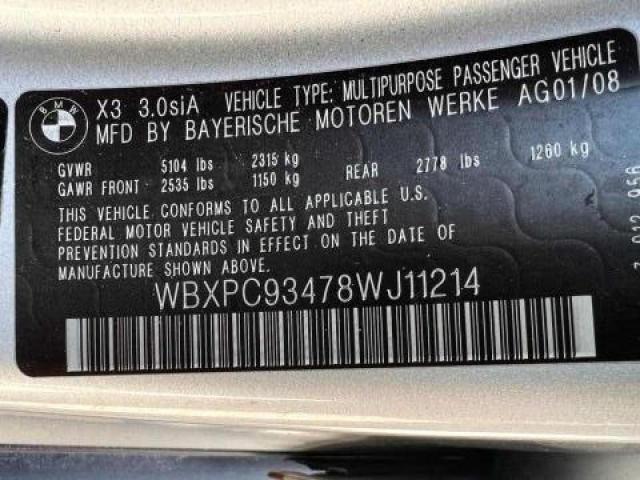 BMW
X3 3.0siA VEHICLE TYPE: MULTIPURPOSE PASSENGER VEHICLE
MFD BY BAYERISCHE MOTOREN WERKE AG 01/08
GVWR 5104 lbs 2315 kg
GAWR FRONT 2535 lbs 1150 kg REAR 2778 lbs 1260 kg
THIS VEHICLE CONFORMS TO ALL APPLICABLE U.S.
FEDERAL MOTOR VEHICLE SAFETY AND THEFT
PREVENTION STANDARDS IN EFFECT ON THE DATE OF
MANUFACTURE SHOWN ABOVE.
WBXPC93478WJ11214